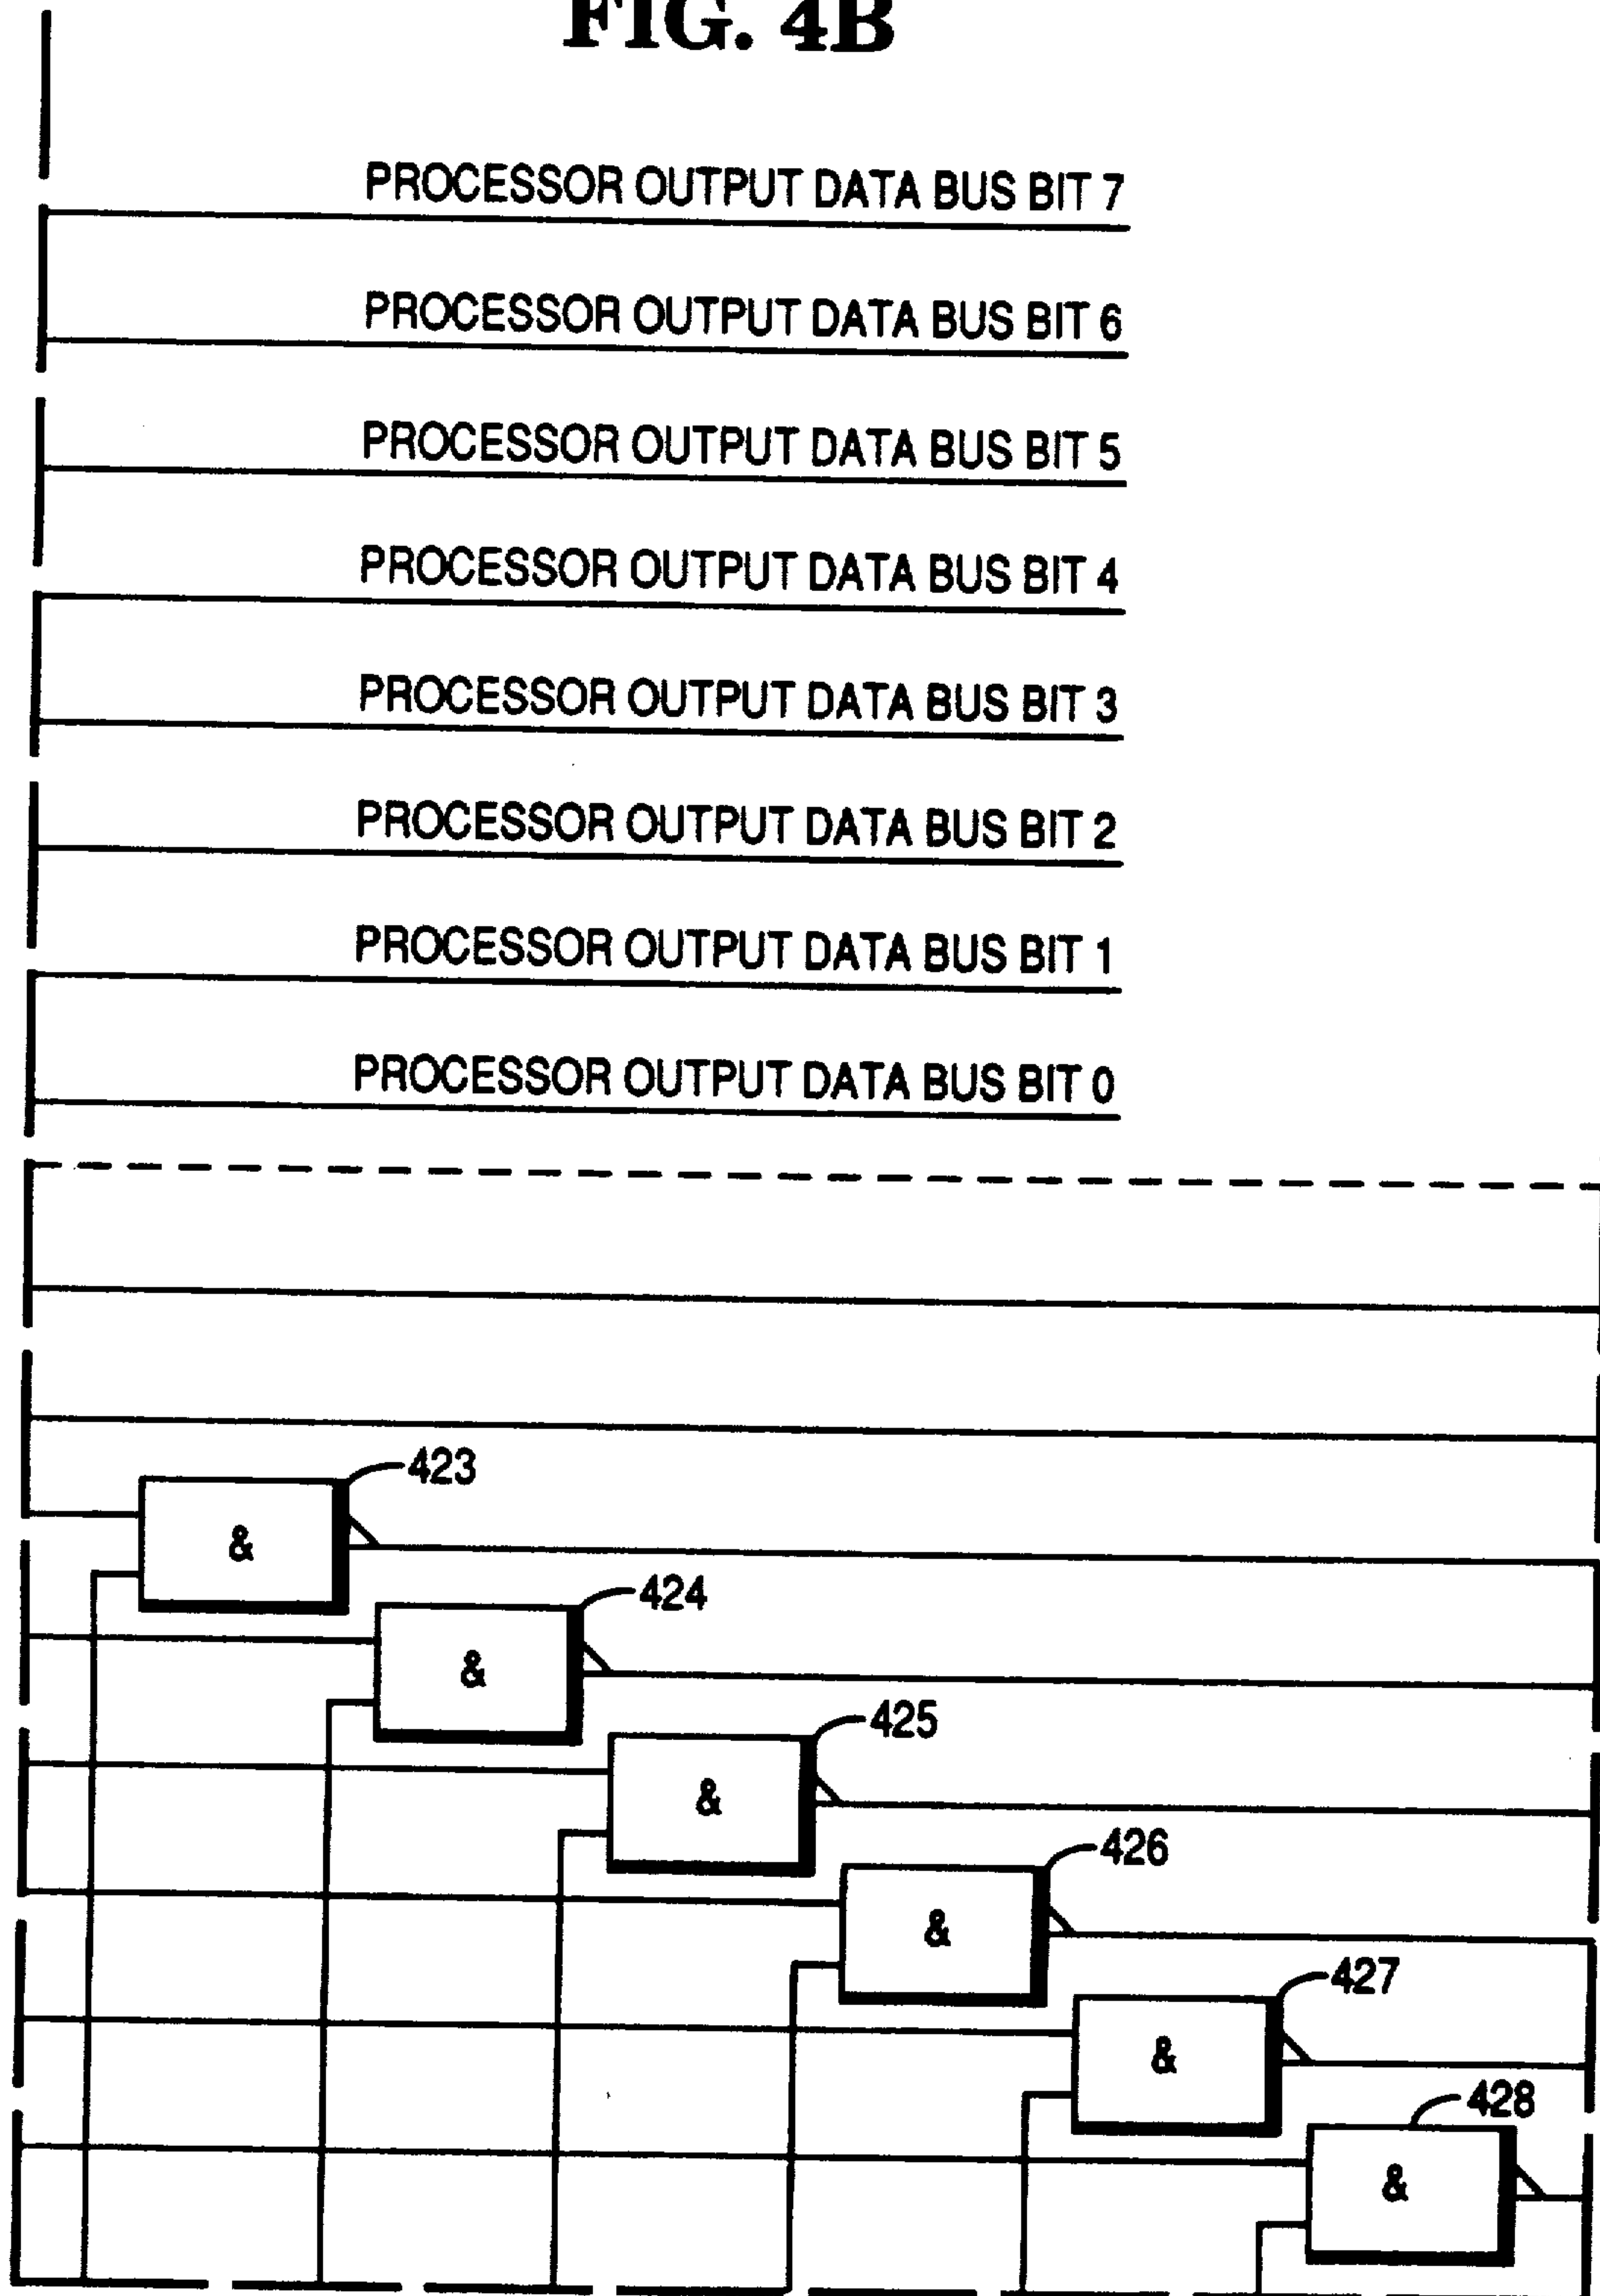 FIG. 4B
PROCESSOR OUTPUT DATA BUS BIT 7
PROCESSOR OUTPUT DATA BUS BIT 6
PROCESSOR OUTPUT DATA BUS BIT 5
PROCESSOR OUTPUT DATA BUS BIT 4
PROCESSOR OUTPUT DATA BUS BIT 3
PROCESSOR OUTPUT DATA BUS BIT 2
PROCESSOR OUTPUT DATA BUS BIT 1
PROCESSOR OUTPUT DATA BUS BIT 0
423
&
424
&
425
&
426
&
427
&
428
&